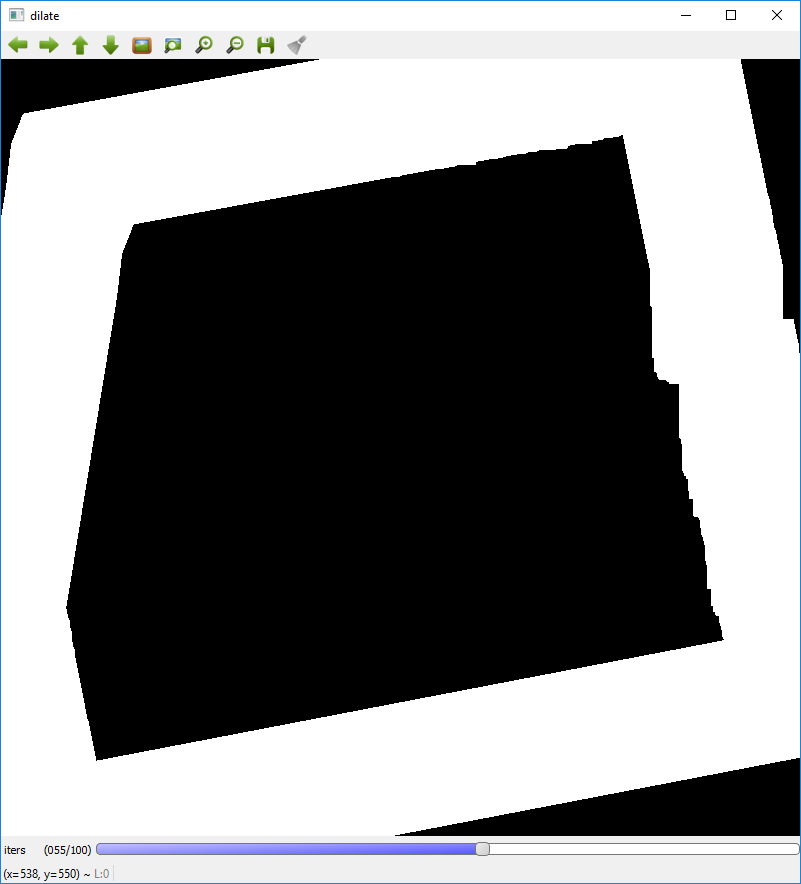 dilate
iters (055/100)
(x=538, y=550) ~ L:0